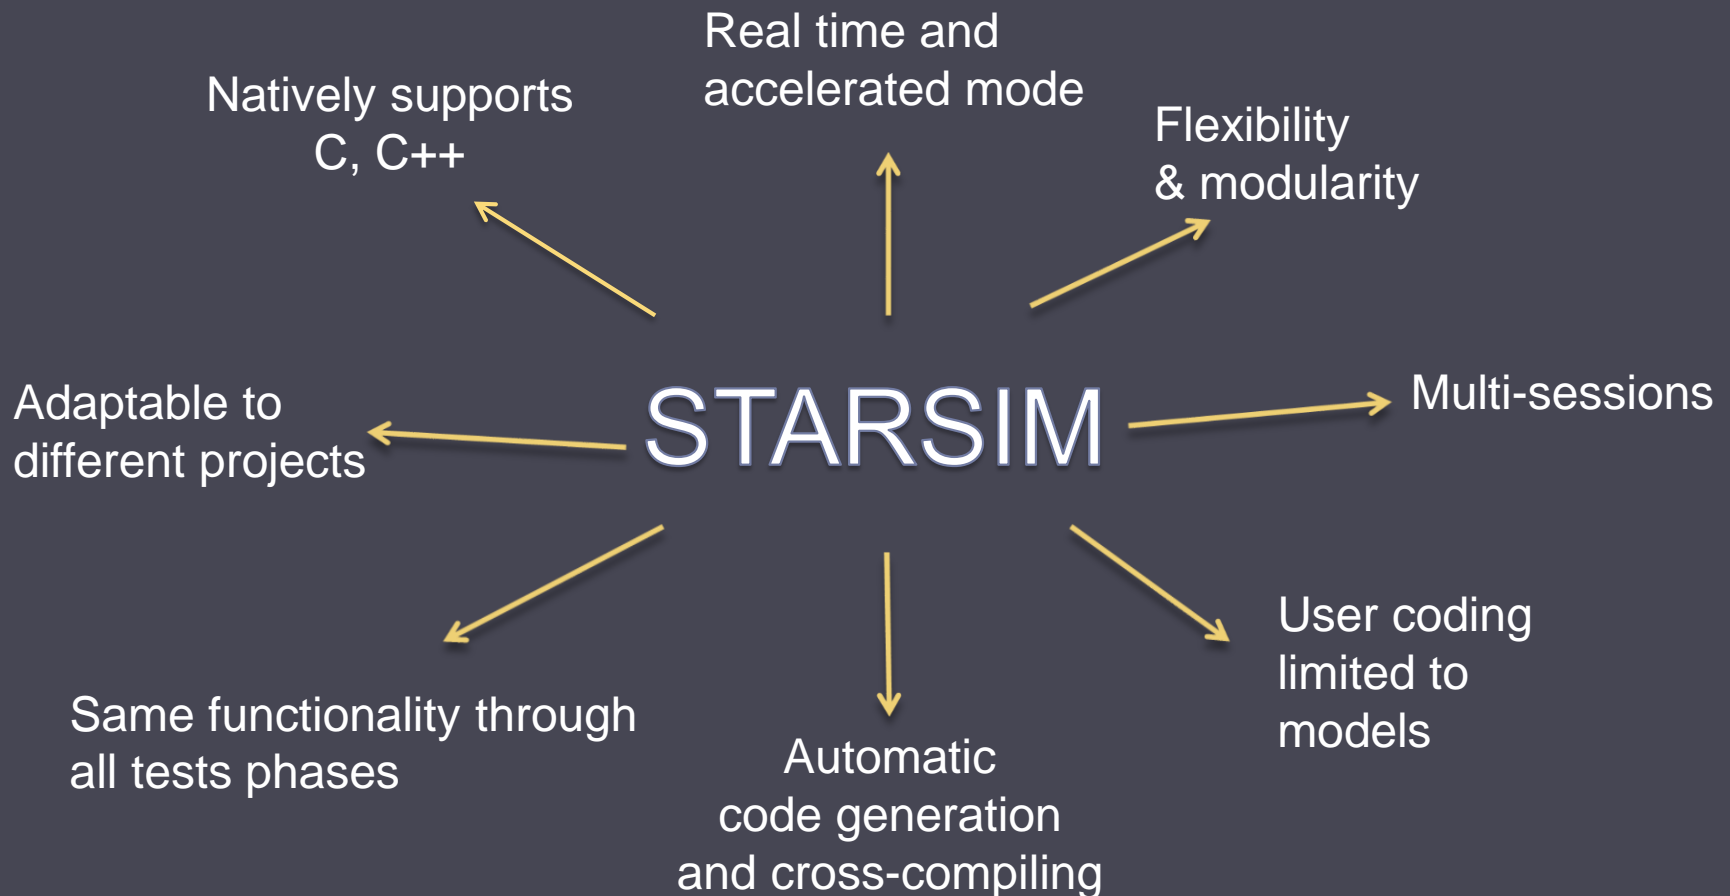 Real time and
accelerated mode
Natively supports
C, C++
Flexibility
& modularity
Adaptable to
different projects
STARSIM
Multi-sessions
Same functionality through
all tests phases
Automatic
code generation
and cross-compiling
User coding
limited to
models